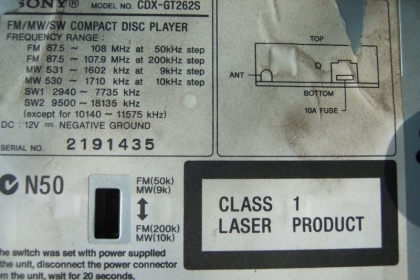 SONY® MODEL NO. CDX-GT262S
FM/MW/SW COMPACT DISC PLAYER
FREQUENCY RANGE :
FM 87.5 ~ 108 MHz at 50kHz step
FM 87.5 ~ 107.9 MHz at 200kHz step
MW 531 ~ 1602 kHz at 9kHz step
MW 530 ~ 1710 kHz at 10kHz step
SW1 2940 ~ 7735 kHz
SW2 9500 ~ 18135 kHz
(except for 10140 ~ 11575 kHz)
DC : 12V ⎓ NEGATIVE GROUND
SERIAL NO. 2191435
TOP
ANT
BOTTOM
10A FUSE
N50
FM(50k)
MW(9k)
FM(200k)
MW(10k)
CLASS 1
LASER PRODUCT
he switch was set with power supplied
the unit, disconnect the power connector
m the unit, wait for 20 seconds.